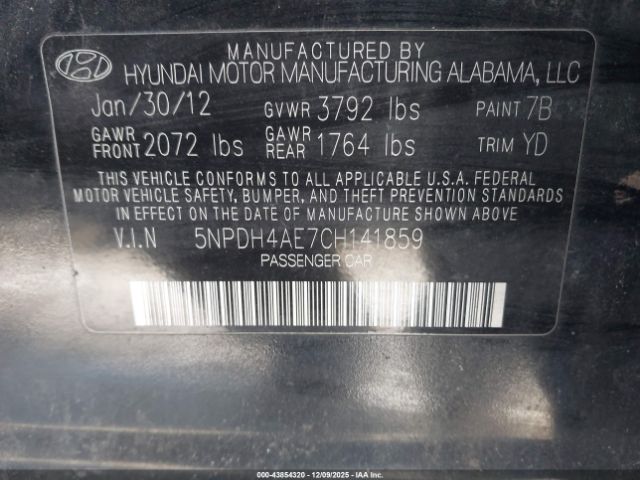 MANUFACTURED BY
HYUNDAI MOTOR MANUFACTURING ALABAMA, LLC
Jan/30/12 GVWR 3792 lbs PAINT 7B
GAWR FRONT 2072 lbs GAWR REAR 1764 lbs TRIM YD
THIS VEHICLE CONFORMS TO ALL APPLICABLE U.S.A. FEDERAL
MOTOR VEHICLE SAFETY, BUMPER, AND THEFT PREVENTION STANDARDS
IN EFFECT ON THE DATE OF MANUFACTURE SHOWN ABOVE.
V.I.N 5NPDH4AE7CH141859
PASSENGER CAR
000-43854320 - 12/09/2025 - IAA Inc.